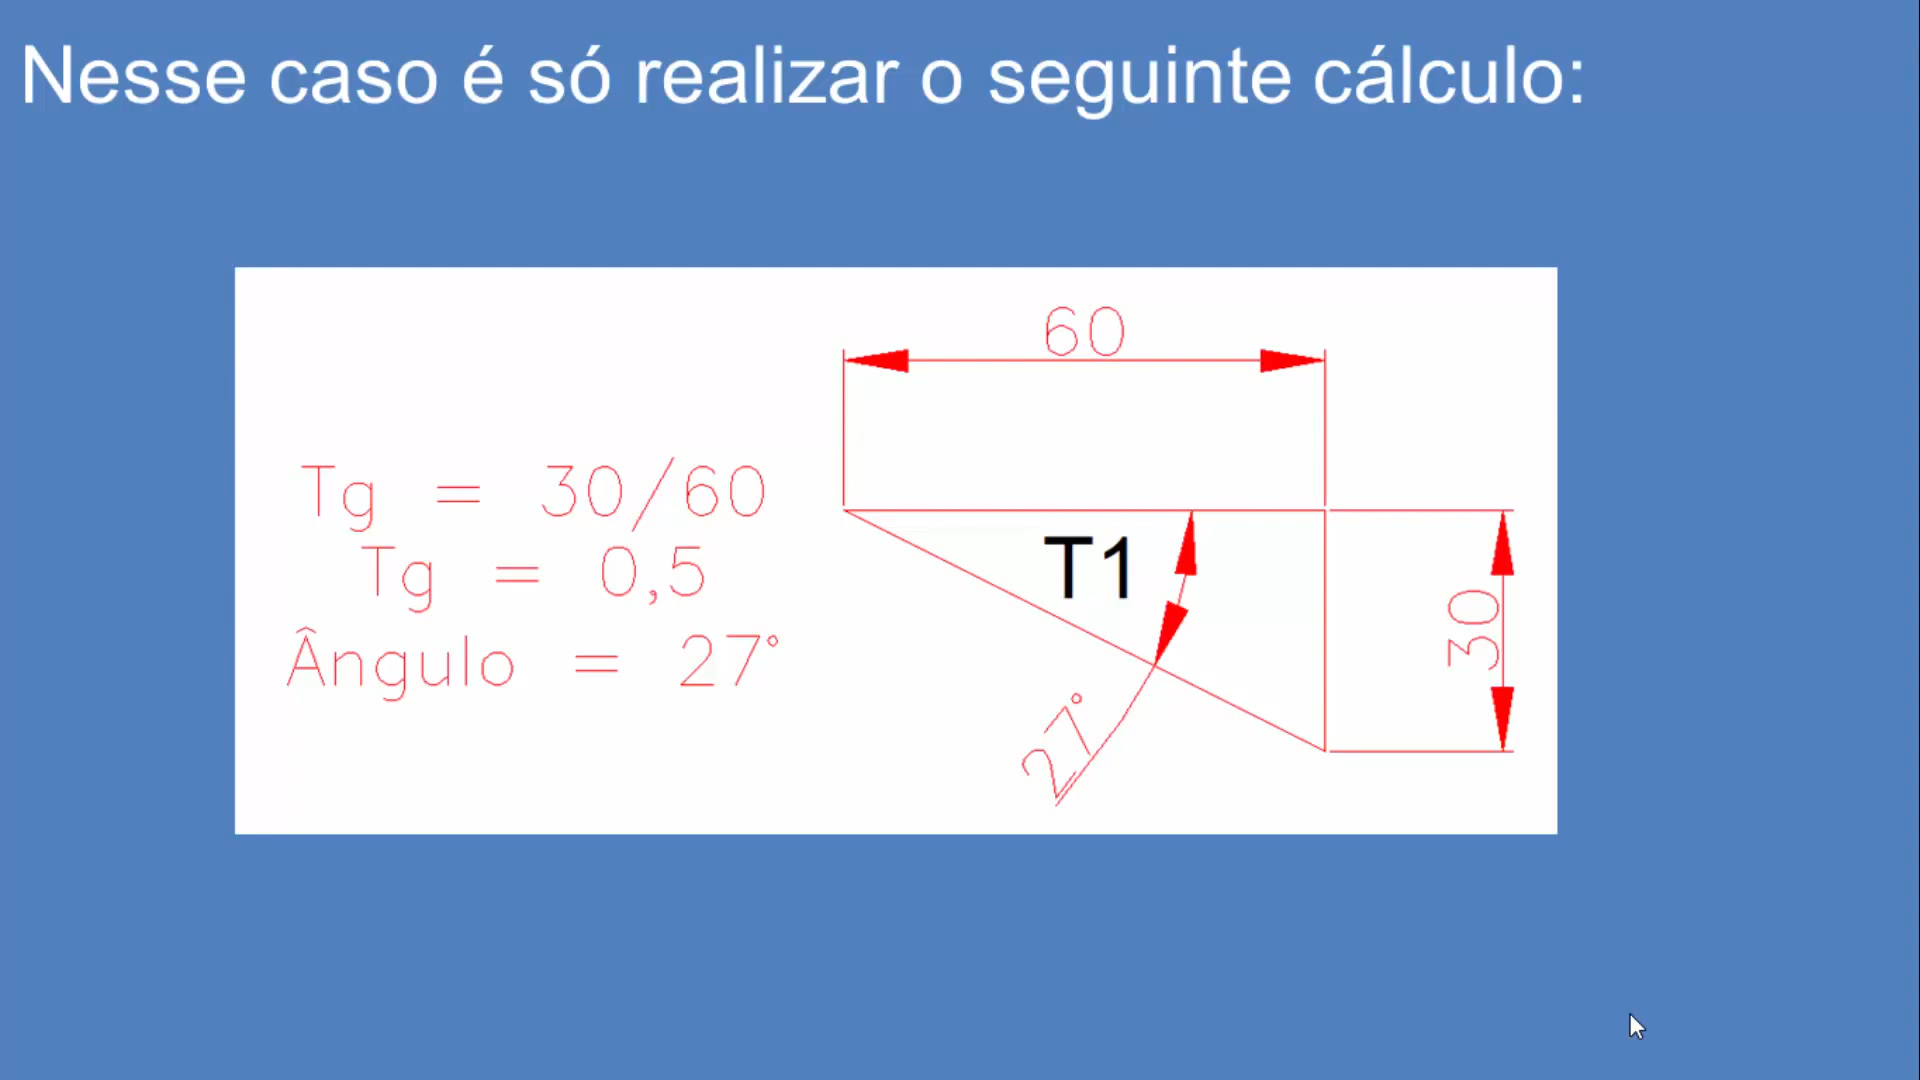 Nesse caso é só realizar o seguinte cálculo:
60
Tg = 30/60
Tg = 0,5
Ângulo = 27°
T1
30
27°